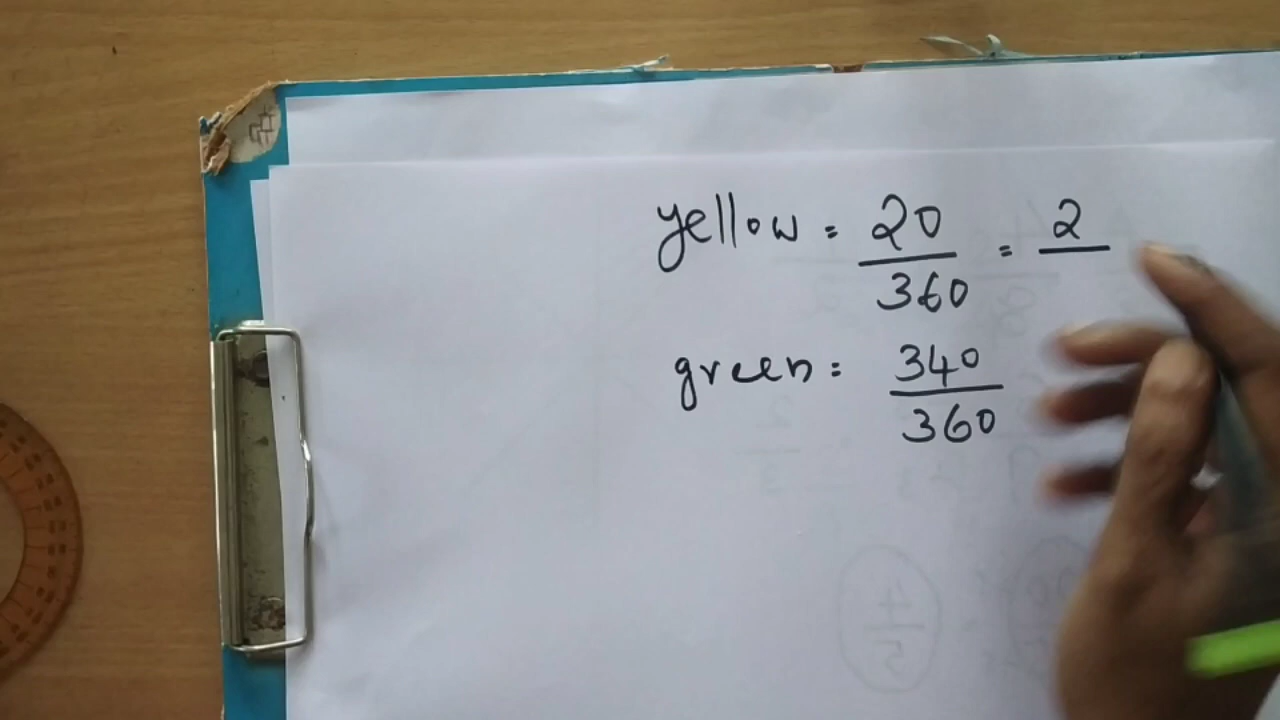 yellow = 20/360 = 2/
green = 340/360